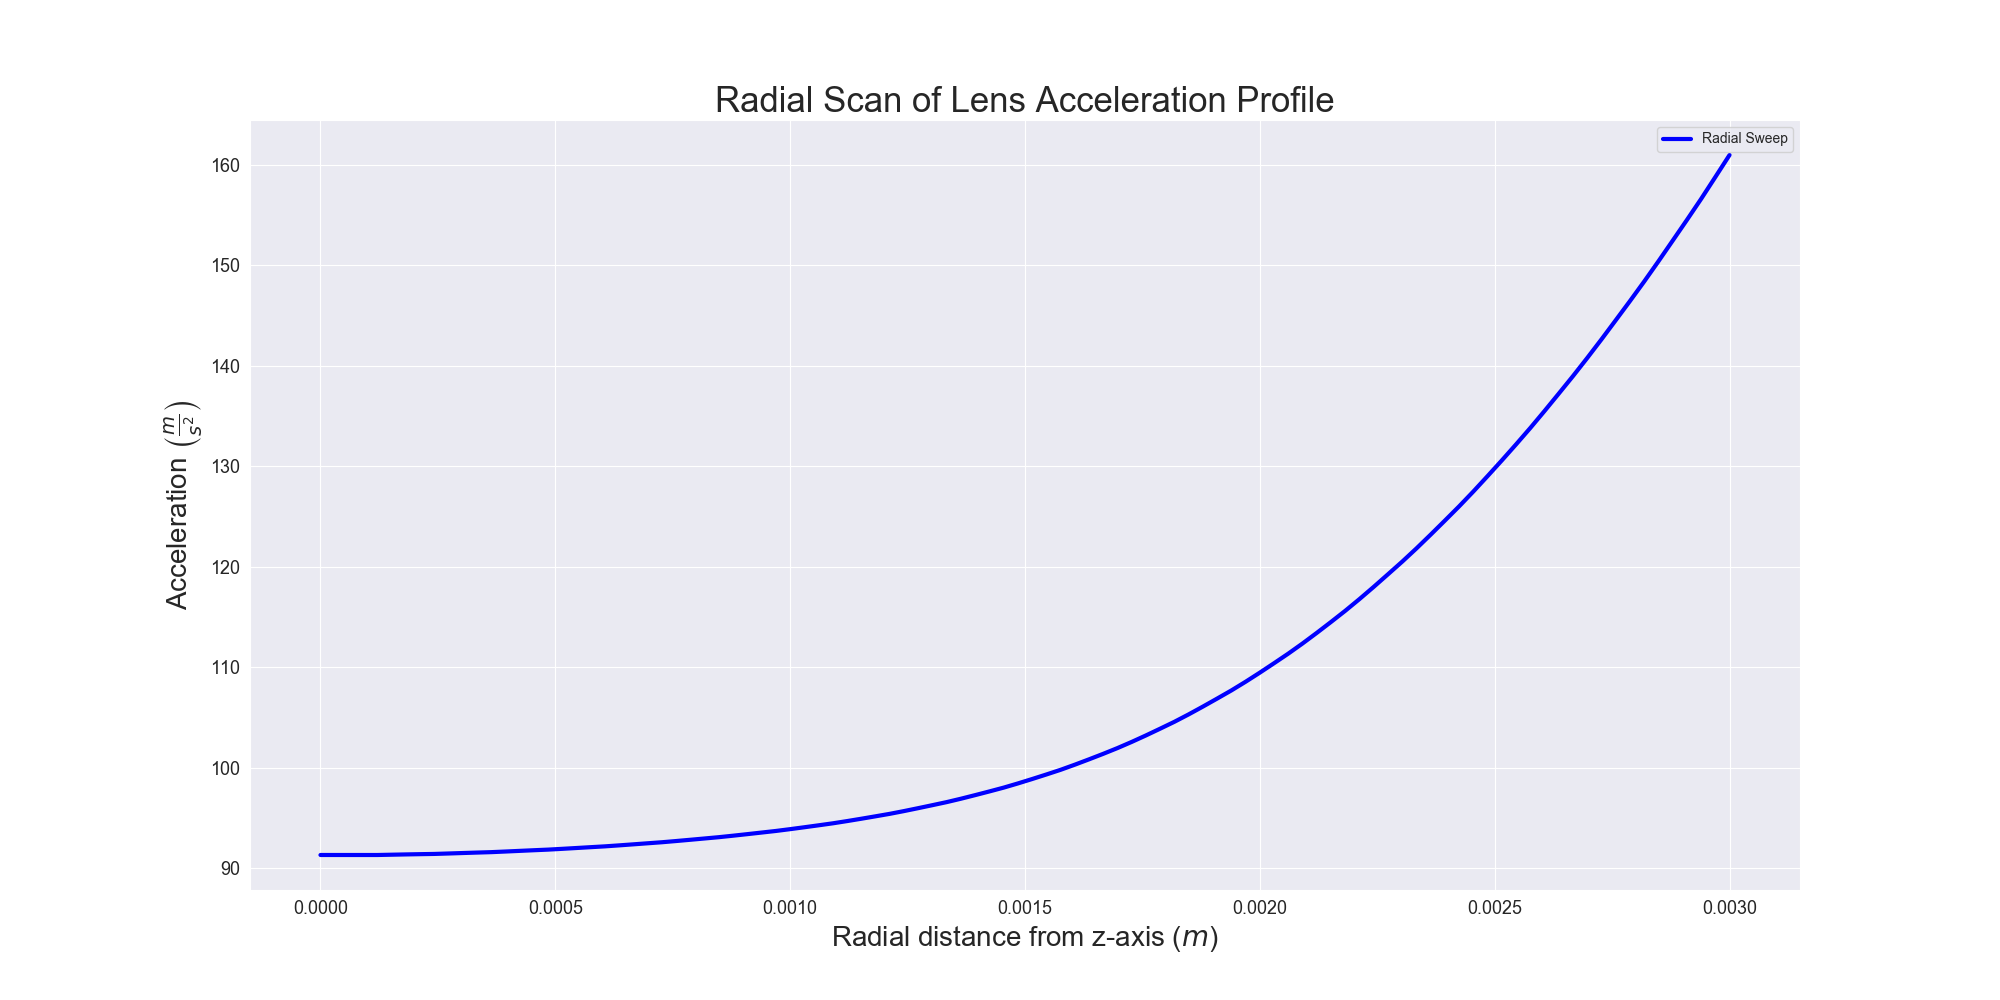 Radial Scan of Lens Acceleration Profile
Radial Sweep
160
150
140
130
120
110
100
90
Acceleration (m/s²)
0.0000 0.0005 0.0010 0.0015 0.0020 0.0025 0.0030
Radial distance from z-axis (m)